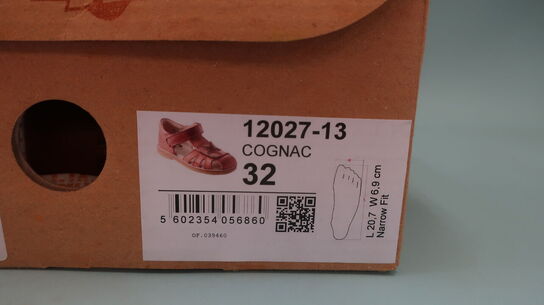 12027-13
COGNAC
32
5 602354 056860
OF.039460
L 20,7 W 6,9 cm
Narrow Fit